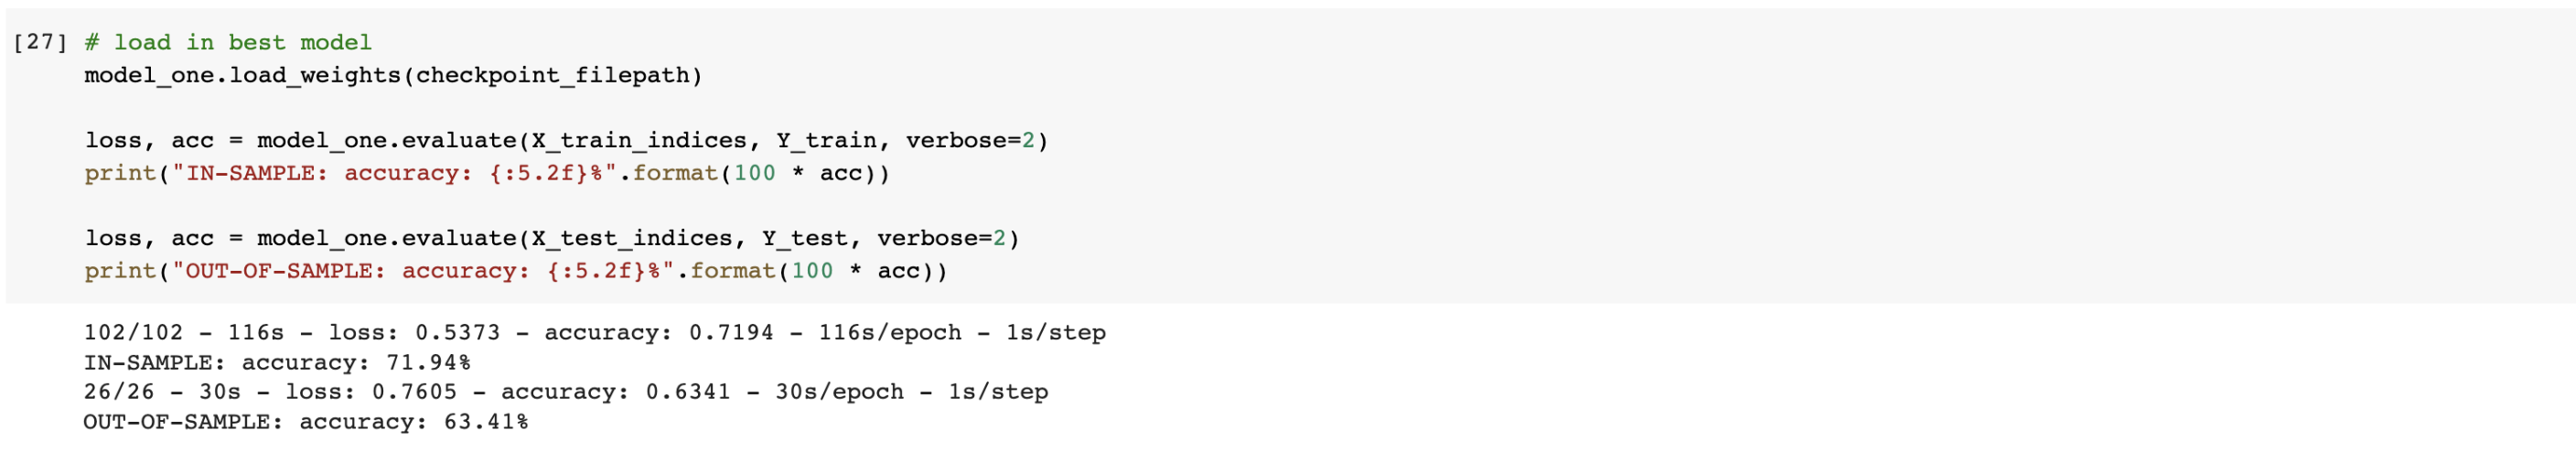 [27] # load in best model
model_one.load_weights(checkpoint_filepath)
loss, acc = model_one.evaluate(X_train_indices, Y_train, verbose=2)
print("IN-SAMPLE: accuracy: {:5.2f}%".format(100 * acc))
loss, acc = model_one.evaluate(X_test_indices, Y_test, verbose=2)
print("OUT-OF-SAMPLE: accuracy: {:5.2f}%".format(100 * acc))
102/102 - 116s - loss: 0.5373 - accuracy: 0.7194 - 116s/epoch - 1s/step
IN-SAMPLE: accuracy: 71.94%
26/26 - 30s - loss: 0.7605 - accuracy: 0.6341 - 30s/epoch - 1s/step
OUT-OF-SAMPLE: accuracy: 63.41%